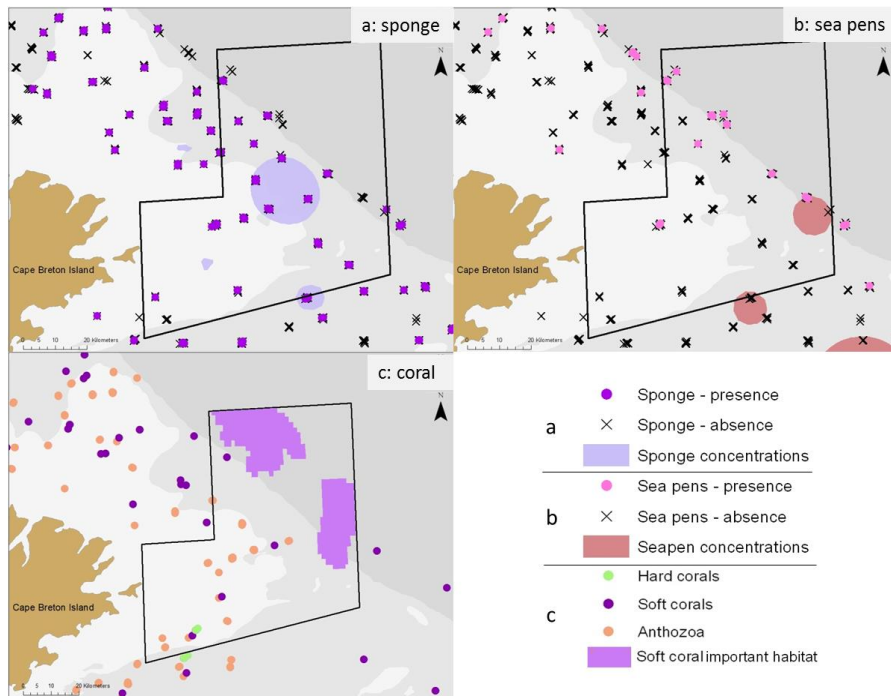 a: sponge
N
Cape Breton Island
0 5 10 20 Kilometers
b: sea pens
N
Cape Breton Island
0 5 10 20 Kilometers
c: coral
N
Cape Breton Island
0 5 10 20 Kilometers
a
Sponge - presence
Sponge - absence
Sponge concentrations
b
Sea pens - presence
Sea pens - absence
Seapen concentrations
c
Hard corals
Soft corals
Anthozoa
Soft coral important habitat